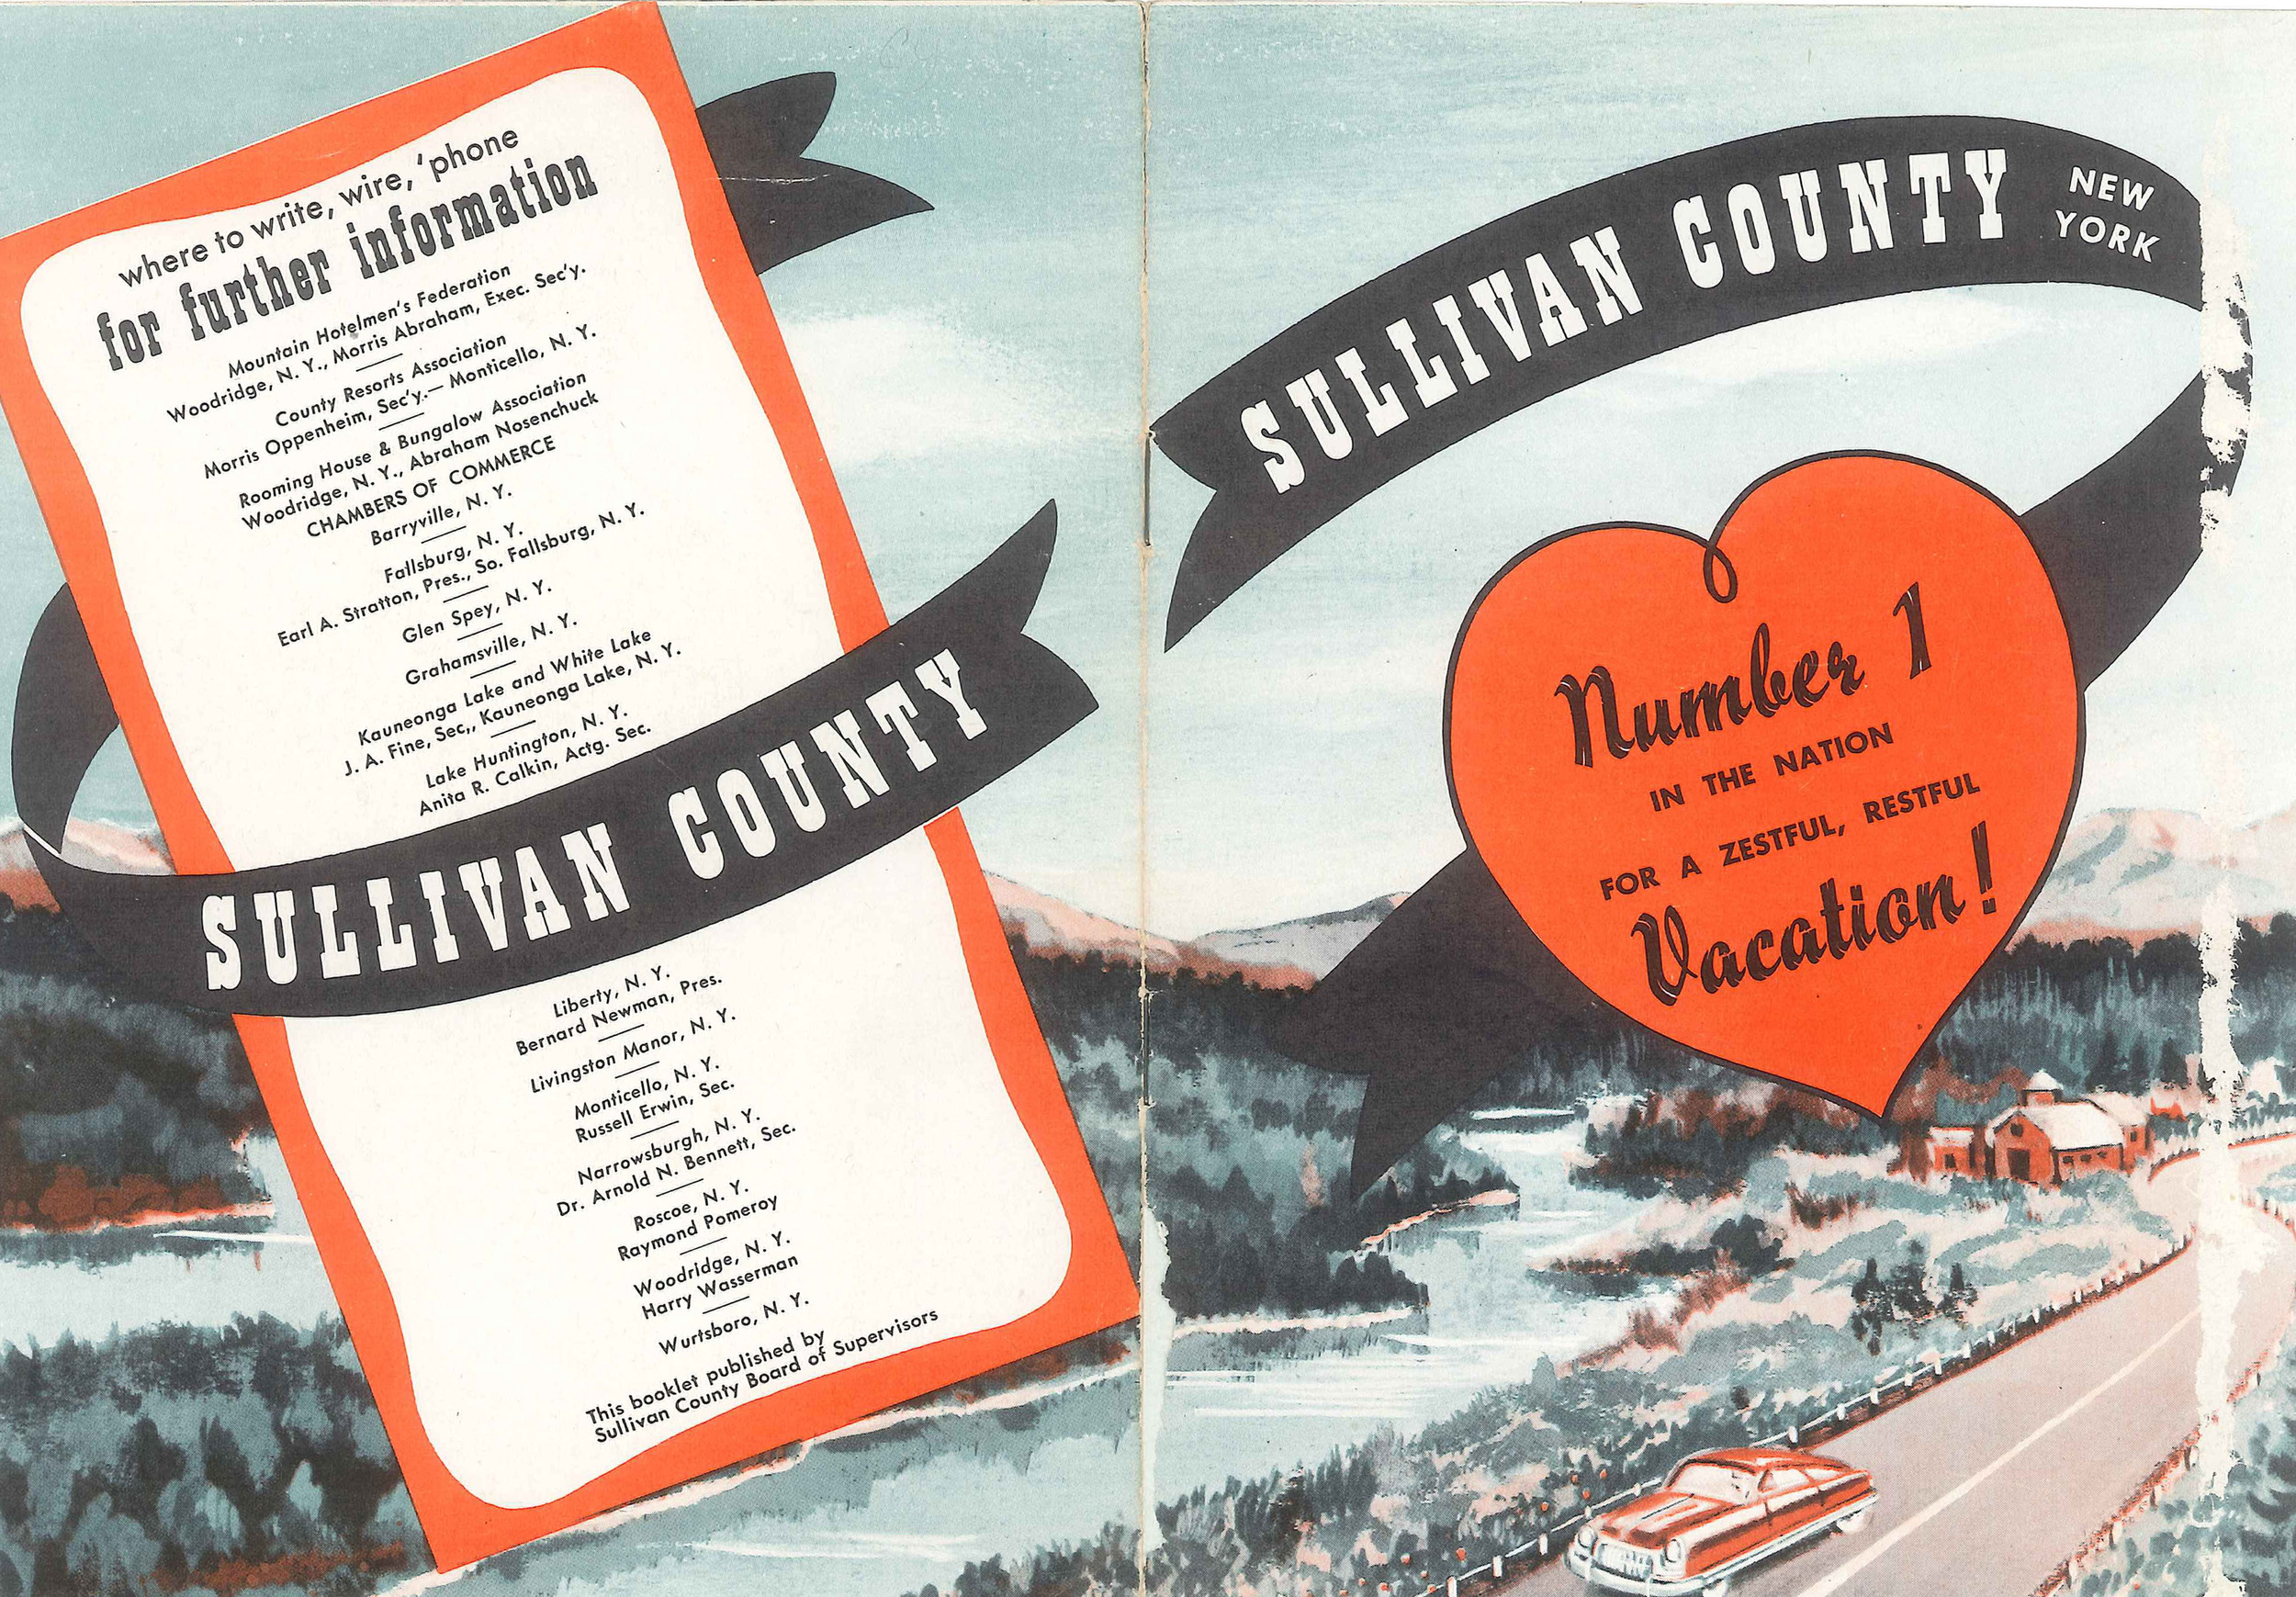 where to write, wire, 'phone
for further information
Mountain Hotelmen's Federation
Woodridge, N. Y., Morris Abraham, Exec. Sec'y.
County Resorts Association
Morris Oppenheim, Sec'y.— Monticello, N. Y.
Rooming House & Bungalow Association
Woodridge, N. Y., Abraham Nosenchuck
CHAMBERS OF COMMERCE
Barryville, N. Y.
Fallsburg, N. Y.
Earl A. Stratton, Pres., So. Fallsburg, N. Y.
Glen Spey, N. Y.
Grahamsville, N. Y.
Kauneonga Lake and White Lake
J. A. Fine, Sec,, Kauneonga Lake, N. Y.
Lake Huntington, N. Y.
Anita R. Calkin, Actg. Sec.
SULLIVAN COUNTY
Liberty, N. Y.
Bernard Newman, Pres.
Livingston Manor, N. Y.
Monticello, N. Y.
Russell Erwin, Sec.
Narrowsburgh, N. Y.
Dr. Arnold N. Bennett, Sec.
Roscoe, N. Y.
Raymond Pomeroy
Woodridge, N. Y.
Harry Wasserman
Wurtsboro, N. Y.
This booklet published by
Sullivan County Board of Supervisors
SULLIVAN COUNTY
NEW
YORK
Number 1
IN THE NATION
FOR A ZESTFUL, RESTFUL
Vacation!